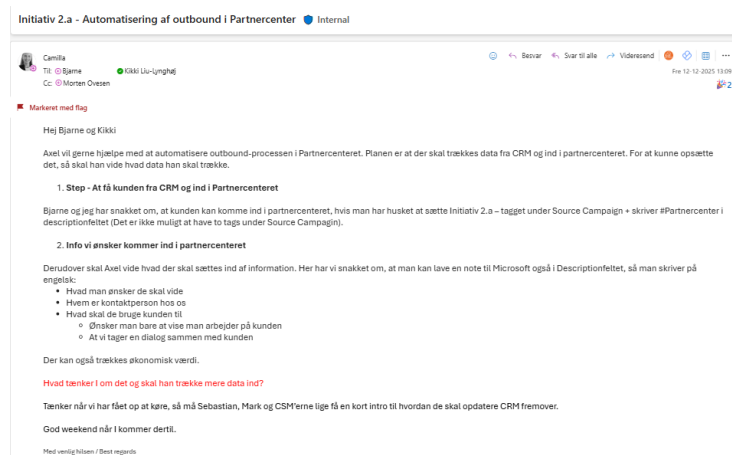 Initiativ 2.a - Automatisering af outbound i Partnercenter Internal
Camilla
Til: Bjarne Kikki Liu-Lynghøj
Cc: Morten Ovesen
Besvar Svar til alle Videresend
Fre 12-12-2025 13:09
2
Markeret med flag
Hej Bjarne og Kikki
Axel vil gerne hjælpe med at automatisere outbound-processen i Partnercenteret. Planen er at der skal trækkes data fra CRM og ind i partnercenteret. For at kunne opsætte
det, så skal han vide hvad data han skal trække.
1. Step - At få kunden fra CRM og ind i Partnercenteret
Bjarne og jeg har snakket om, at kunden kan komme ind i partnercenteret, hvis man har husket at sætte Initiativ 2.a – tagget under Source Campaign + skriver #Partnercenter i
descriptionfeltet (Det er ikke muligt at have to tags under Source Campagin).
2. Info vi ønsker kommer ind i partnercenteret
Derudover skal Axel vide hvad der skal sættes ind af information. Her har vi snakket om, at man kan lave en note til Microsoft også i Descriptionfeltet, så man skriver på
engelsk:
• Hvad man ønsker de skal vide
• Hvem er kontaktperson hos os
• Hvad skal de bruge kunden til
○ Ønsker man bare at vise man arbejder på kunden
○ At vi tager en dialog sammen med kunden
Der kan også trækkes økonomisk værdi.
Hvad tænker I om det og skal han trække mere data ind?
Tænker når vi har fået op at køre, så må Sebastian, Mark og CSM'erne lige få en kort intro til hvordan de skal opdatere CRM fremover.
God weekend når I kommer dertil.
Med venlig hilsen / Best regards